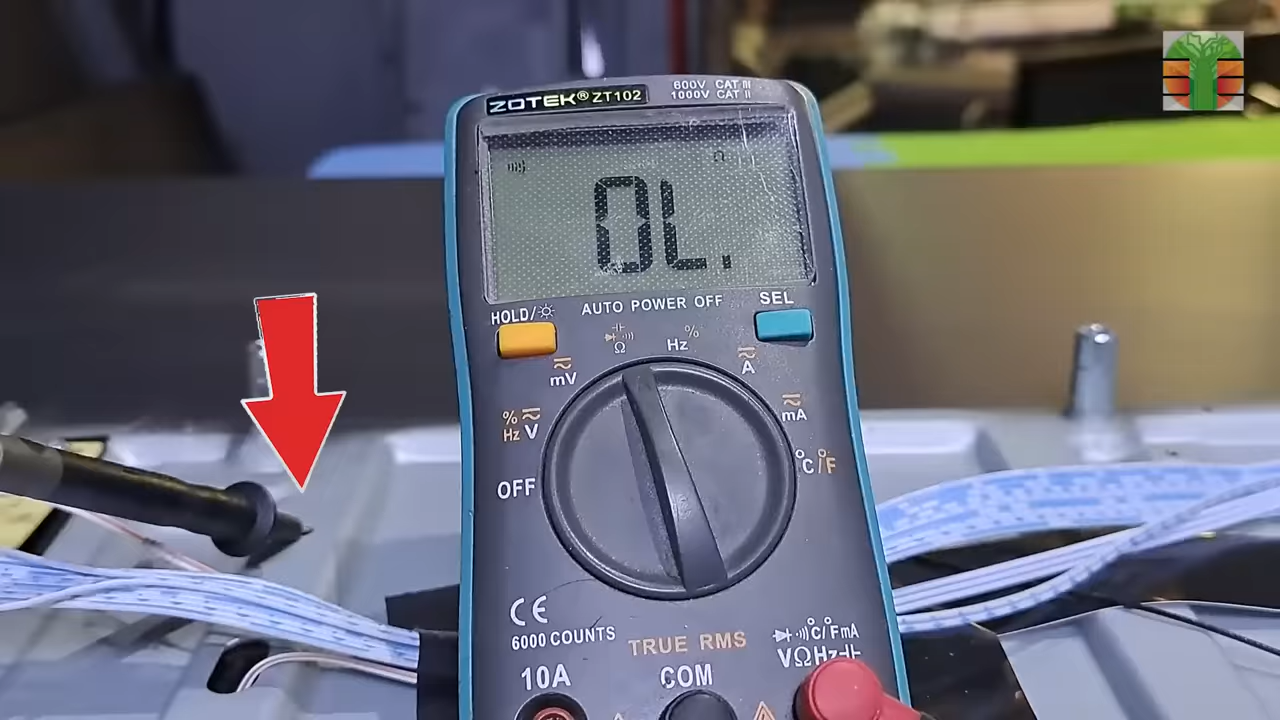 ZOTEK® ZT102
600V CAT III
1000V CAT II
Ω
OL.
HOLD/
AUTO POWER OFF
SEL
Ω
Hz%
mV
A
% Hz V
mA
°C/°F
OFF
CE
6000 COUNTS
TRUE RMS
°C/°FmA
VΩHz
10A
COM